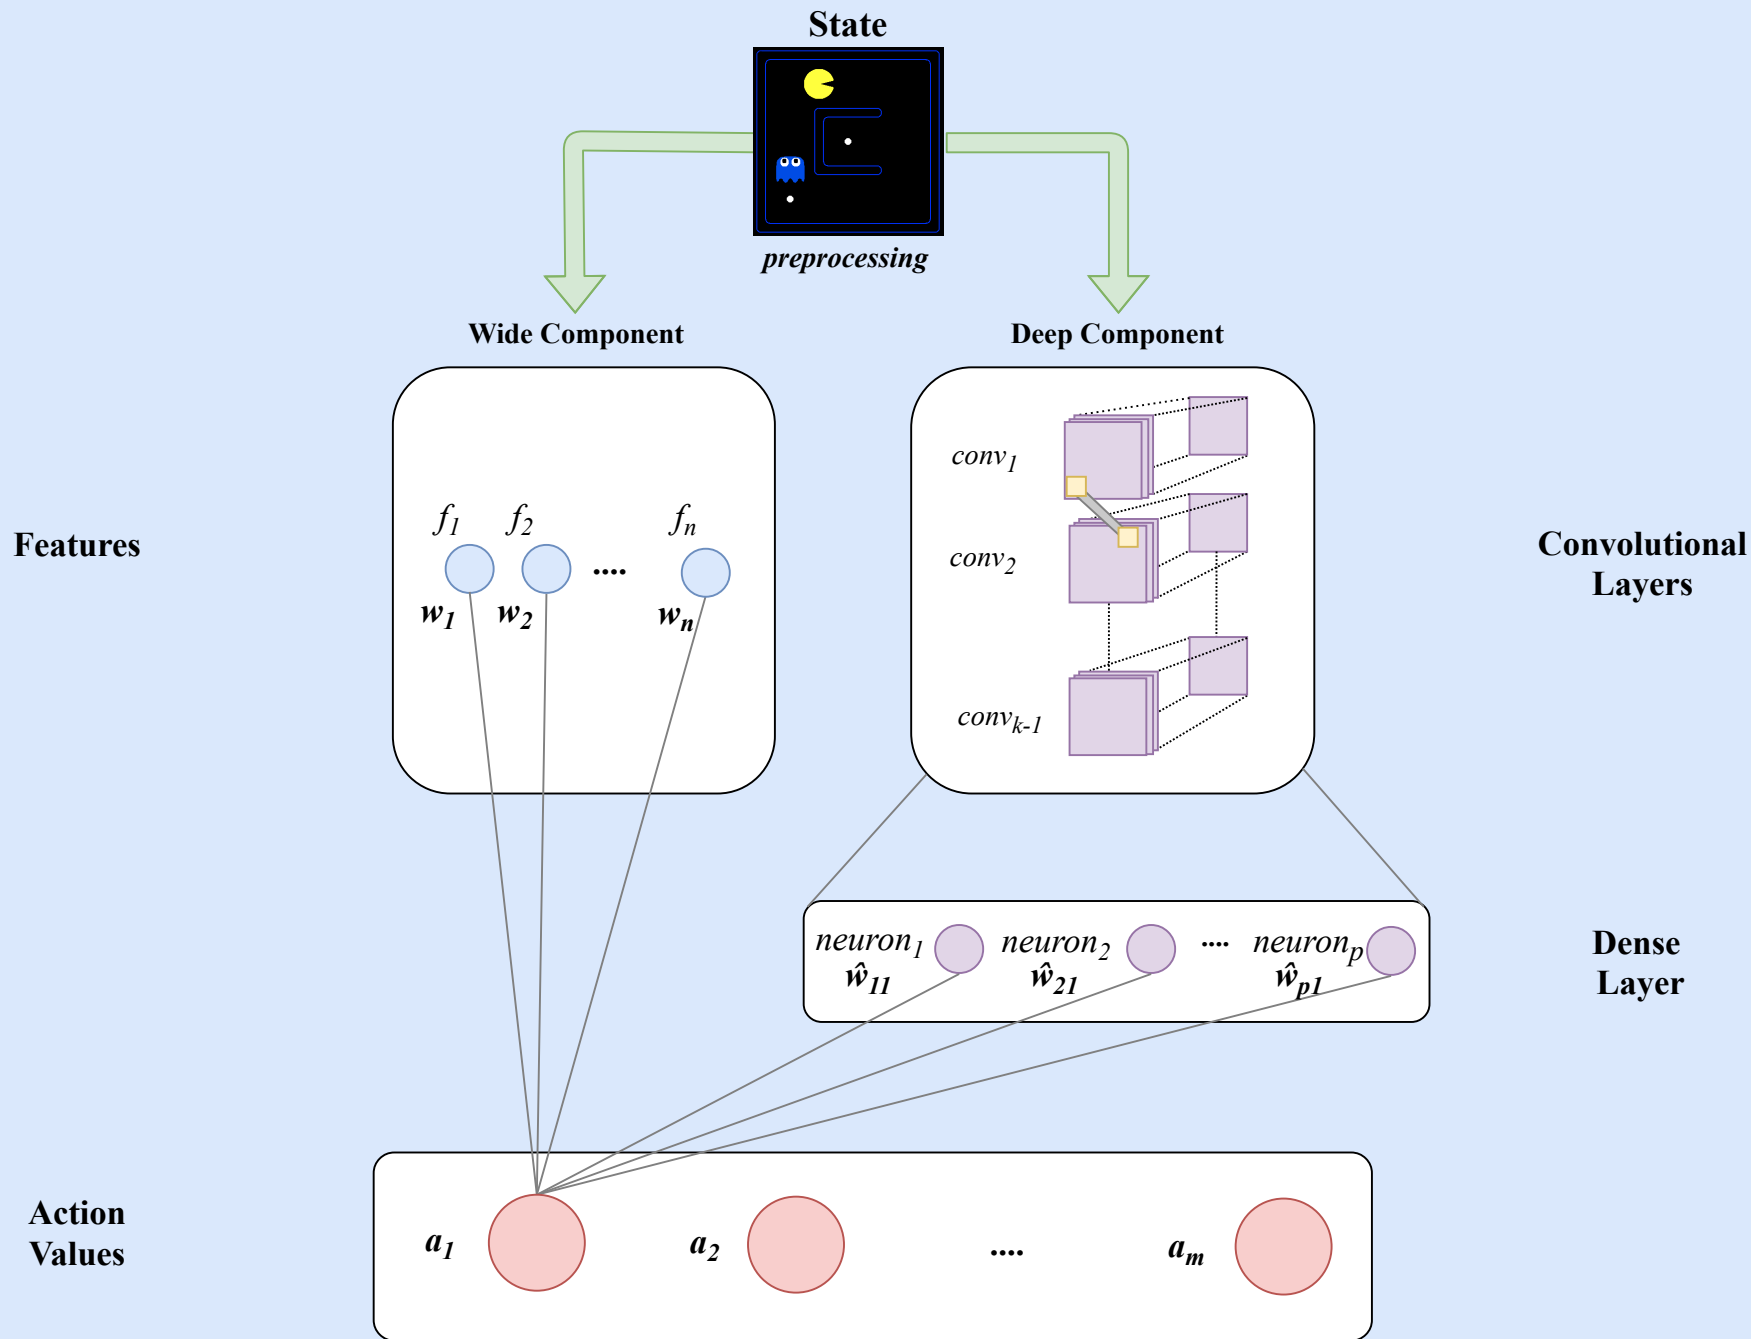 State
preprocessing
Wide Component
Deep Component
Features
f1
f2
....
fn
w1
w2
wn
conv1
conv2
convk-1
Convolutional
Layers
neuron1
neuron2
....
neuronp
ŵ11
ŵ21
ŵp1
Dense
Layer
Action
Values
a1
a2
....
am